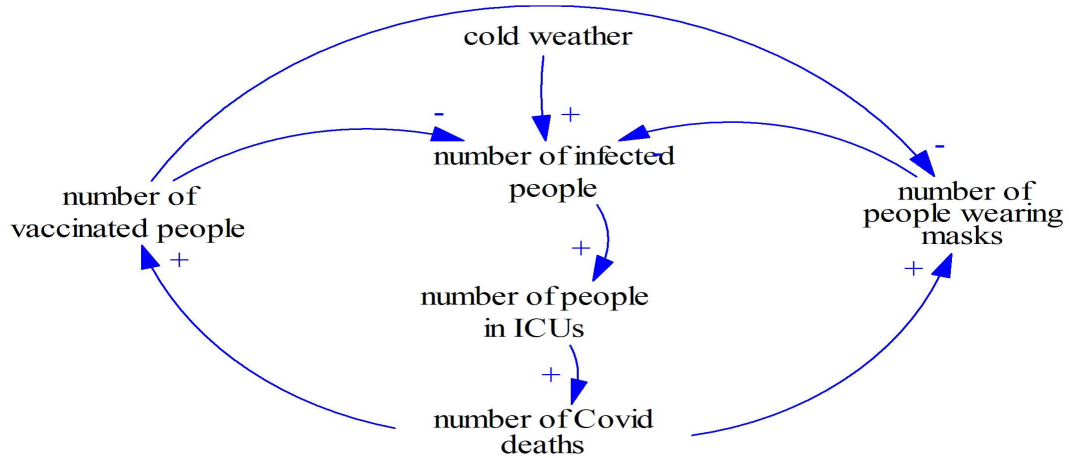 cold weather
+
-
number of infected
people
-
-
number of
vaccinated people
+
number of
people wearing
masks
+
+
number of people
in ICUs
+
number of Covid
deaths